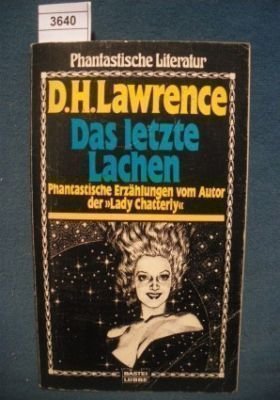 3640
Phantastische Literatur
D.H.Lawrence
Das letzte
Lachen
Phantastische Erzählungen vom Autor
der »Lady Chatterly«
BASTEI
LÜBBE